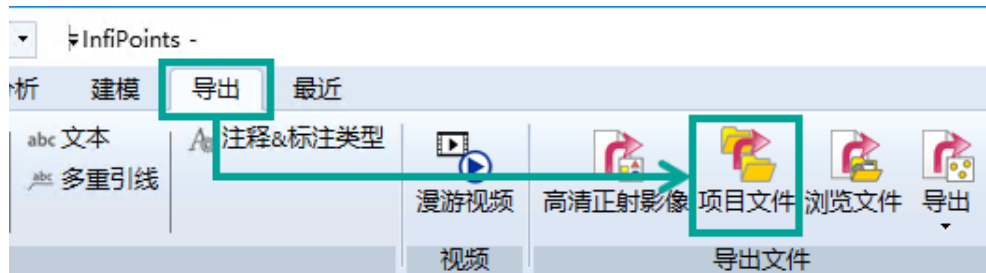 InfiPoints -
析 建模 导出 最近
abc 文本 注释&标注类型
abc 多重引线
漫游视频 高清正射影像 项目文件 浏览文件 导出
视频 导出文件